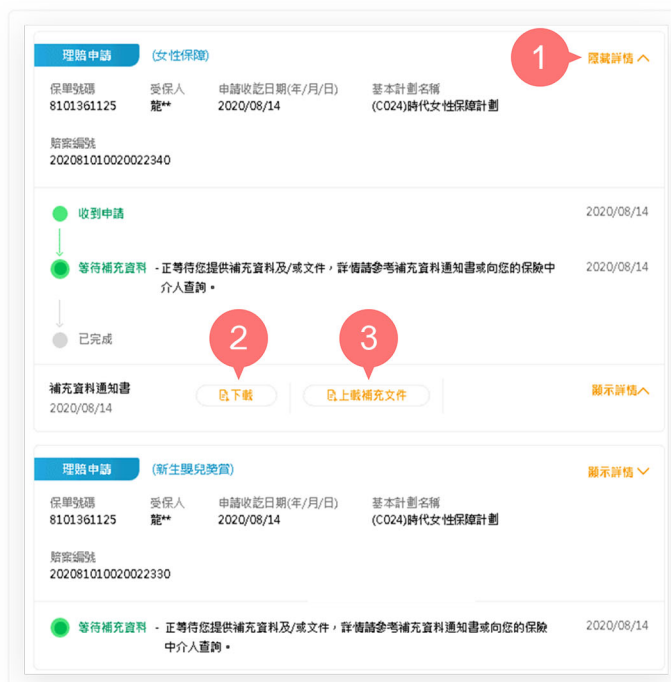 理賠申請 (女性保障) 1 隱藏詳情
保單號碼 受保人 申請收訖日期(年/月/日) 基本計劃名稱
8101361125 龍** 2020/08/14 (C024)時代女性保障計劃
賠案編號
202081010020022340
收到申請 2020/08/14
等待補充資料 - 正等待您提供補充資料及/或文件，詳情請參考補充資料通知書或向您的保險中 2020/08/14
介人查詢。
已完成
2 3
補充資料通知書 下載 上載補充文件 顯示詳情
2020/08/14
理賠申請 (新生嬰兒獎賞) 顯示詳情
保單號碼 受保人 申請收訖日期(年/月/日) 基本計劃名稱
8101361125 龍** 2020/08/14 (C024)時代女性保障計劃
賠案編號
202081010020022330
等待補充資料 - 正等待您提供補充資料及/或文件，詳情請參考補充資料通知書或向您的保險 2020/08/14
中介人查詢。